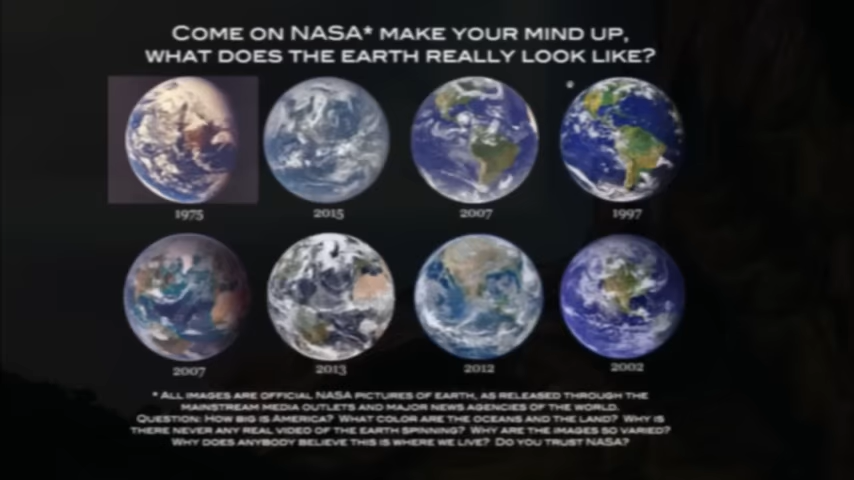 COME ON NASA* MAKE YOUR MIND UP,
WHAT DOES THE EARTH REALLY LOOK LIKE?
*
1975 2015 2007 1997
2007 2013 2012 2002
* ALL IMAGES ARE OFFICIAL NASA PICTURES OF EARTH, AS RELEASED THROUGH THE
MAINSTREAM MEDIA OUTLETS AND MAJOR NEWS AGENCIES OF THE WORLD.
QUESTION: HOW BIG IS AMERICA? WHAT COLOR ARE THE OCEANS AND THE LAND? WHY IS
THERE NEVER ANY REAL VIDEO OF THE EARTH SPINNING? WHY ARE THE IMAGES SO VARIED?
WHY DOES ANYBODY BELIEVE THIS IS WHERE WE LIVE? DO YOU TRUST NASA?